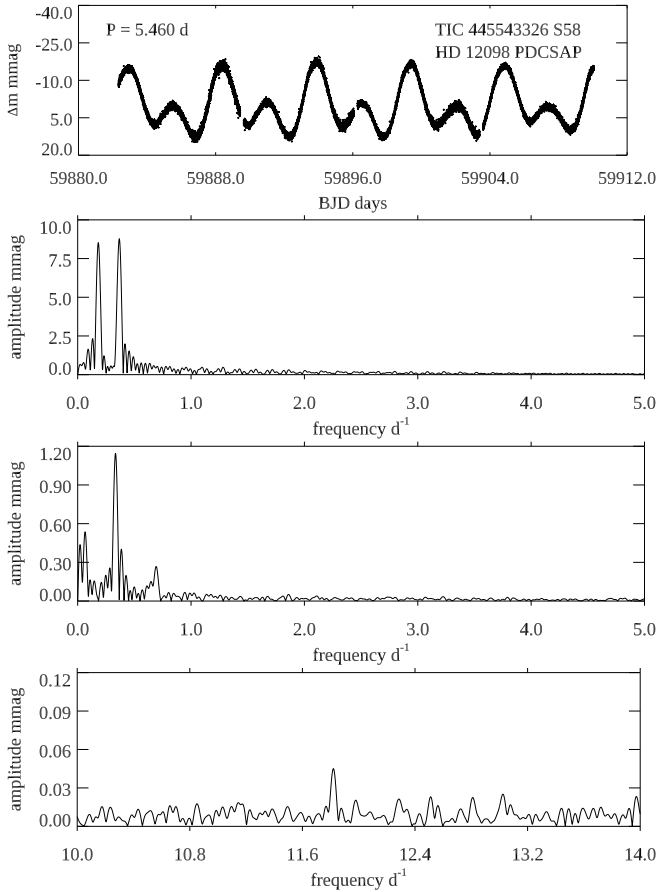 -40.0
P = 5.460 d
TIC 445543326 S58
-25.0
HD 12098 PDCSAP
-10.0
Δm mmag
5.0
20.0
59880.0 59888.0 59896.0 59904.0 59912.0
BJD days
10.0
7.5
5.0
2.5
0.0
amplitude mmag
0.0 1.0 2.0 3.0 4.0 5.0
frequency d-1
1.20
0.90
0.60
0.30
0.00
amplitude mmag
0.0 1.0 2.0 3.0 4.0 5.0
frequency d-1
0.12
0.09
0.06
0.03
0.00
amplitude mmag
10.0 10.8 11.6 12.4 13.2 14.0
frequency d-1